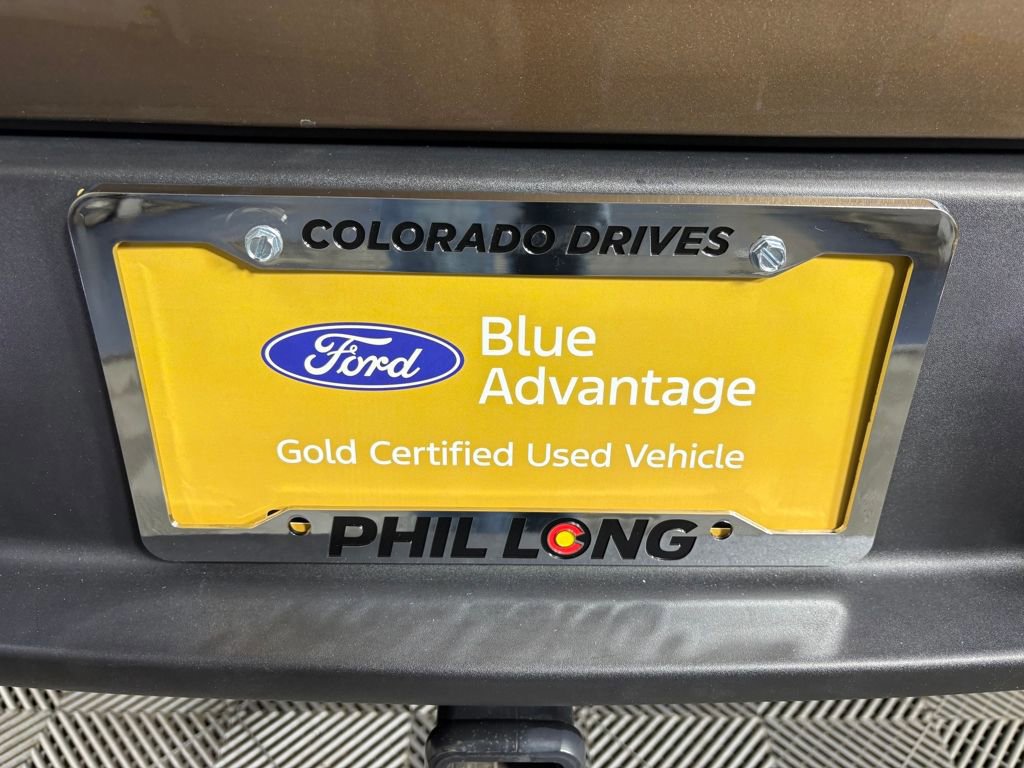 COLORADO DRIVES
Ford
Blue
Advantage
Gold Certified Used Vehicle
PHIL LONG